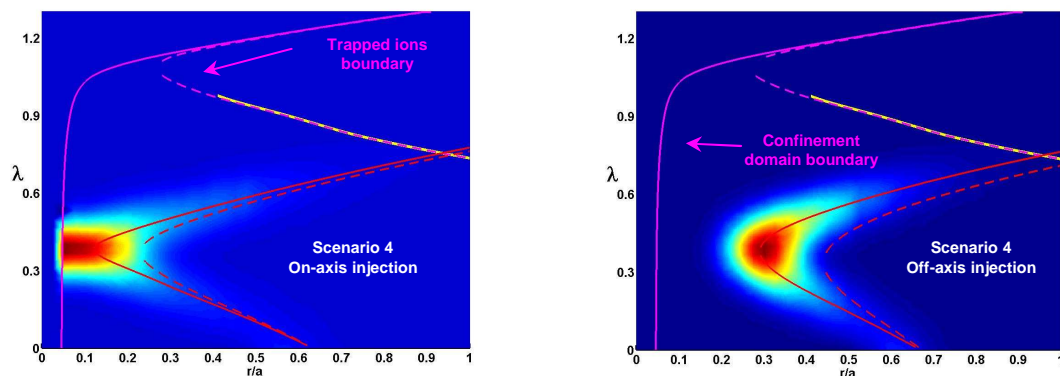 1.2
0.9
λ
0.6
0.3
0
Trapped ions
boundary
Scenario 4
On-axis injection
0 0.1 0.2 0.3 0.4 0.5 0.6 0.7 0.8 0.9 1
r/a
1.2
0.9
λ
0.6
0.3
0
Confinement
domain boundary
Scenario 4
Off-axis injection
0 0.1 0.2 0.3 0.4 0.5 0.6 0.7 0.8 0.9 1
r/a